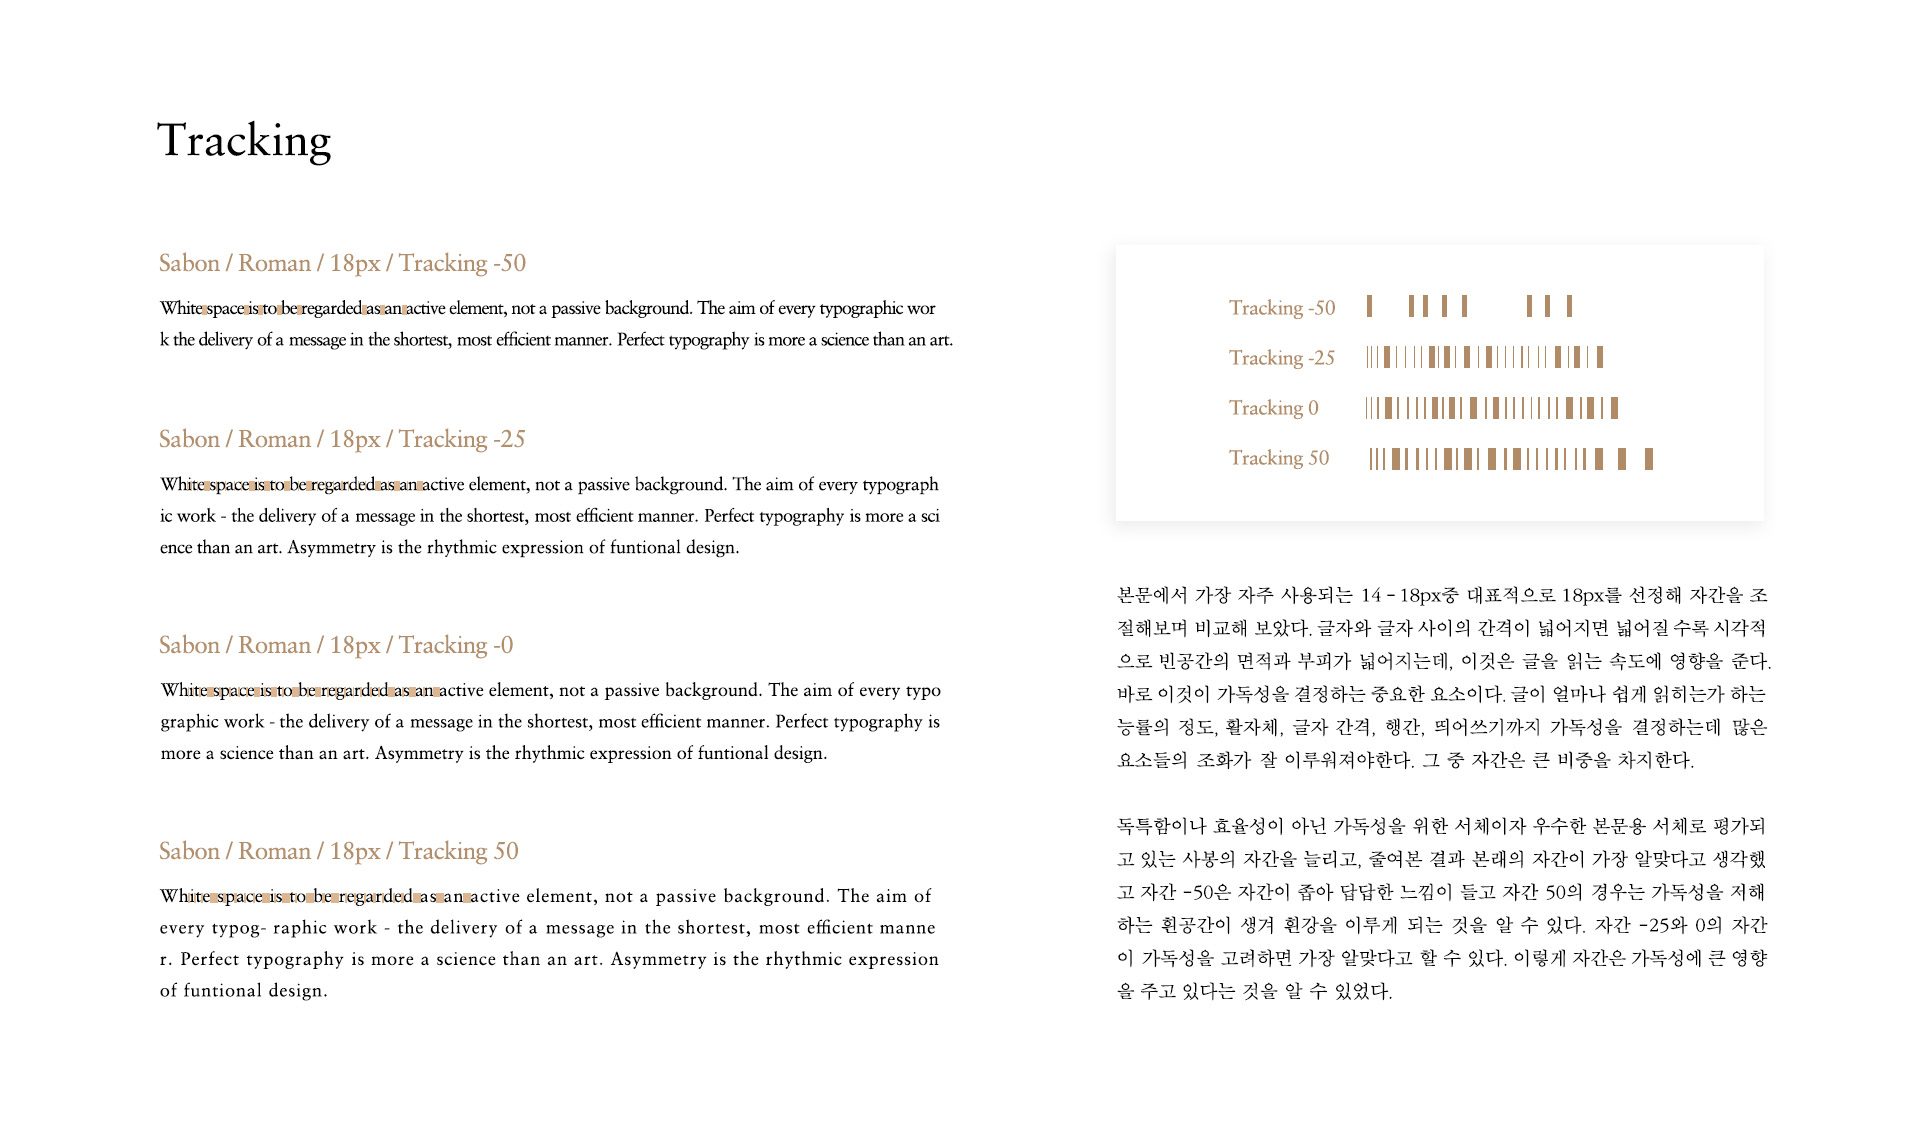 Tracking
Sabon / Roman / 18px / Tracking -50
White space is to be regarded as an active element, not a passive background. The aim of every typographic wor
k the delivery of a message in the shortest, most efficient manner. Perfect typography is more a science than an art.
Sabon / Roman / 18px / Tracking -25
White space is to be regarded as an active element, not a passive background. The aim of every typograph
ic work - the delivery of a message in the shortest, most efficient manner. Perfect typography is more a sci
ence than an art. Asymmetry is the rhythmic expression of funtional design.
Sabon / Roman / 18px / Tracking -0
White space is to be regarded as an active element, not a passive background. The aim of every typo
graphic work - the delivery of a message in the shortest, most efficient manner. Perfect typography is
more a science than an art. Asymmetry is the rhythmic expression of funtional design.
Sabon / Roman / 18px / Tracking 50
White space is to be regarded as an active element, not a passive background. The aim of
every typog- raphic work - the delivery of a message in the shortest, most efficient manne
r. Perfect typography is more a science than an art. Asymmetry is the rhythmic expression
of funtional design.
Tracking -50
Tracking -25
Tracking 0
Tracking 50
본문에서 가장 자주 사용되는 14 - 18px중 대표적으로 18px를 선정해 자간을 조
절해보며 비교해 보았다. 글자와 글자 사이의 간격이 넓어지면 넓어질 수록 시각적
으로 빈공간의 면적과 부피가 넓어지는데, 이것은 글을 읽는 속도에 영향을 준다.
바로 이것이 가독성을 결정하는 중요한 요소이다. 글이 얼마나 쉽게 읽히는가 하는
능률의 정도, 활자체, 글자 간격, 행간, 띄어쓰기까지 가독성을 결정하는데 많은
요소들의 조화가 잘 이루워져야한다. 그 중 자간은 큰 비중을 차지한다.
독특함이나 효율성이 아닌 가독성을 위한 서체이자 우수한 본문용 서체로 평가되
고 있는 사봉의 자간을 늘리고, 줄여본 결과 본래의 자간이 가장 알맞다고 생각했
고 자간 -50은 자간이 좁아 답답한 느낌이 들고 자간 50의 경우는 가독성을 저해
하는 흰공간이 생겨 흰강을 이루게 되는 것을 알 수 있다. 자간 -25와 0의 자간
이 가독성을 고려하면 가장 알맞다고 할 수 있다. 이렇게 자간은 가독성에 큰 영향
을 주고 있다는 것을 알 수 있었다.